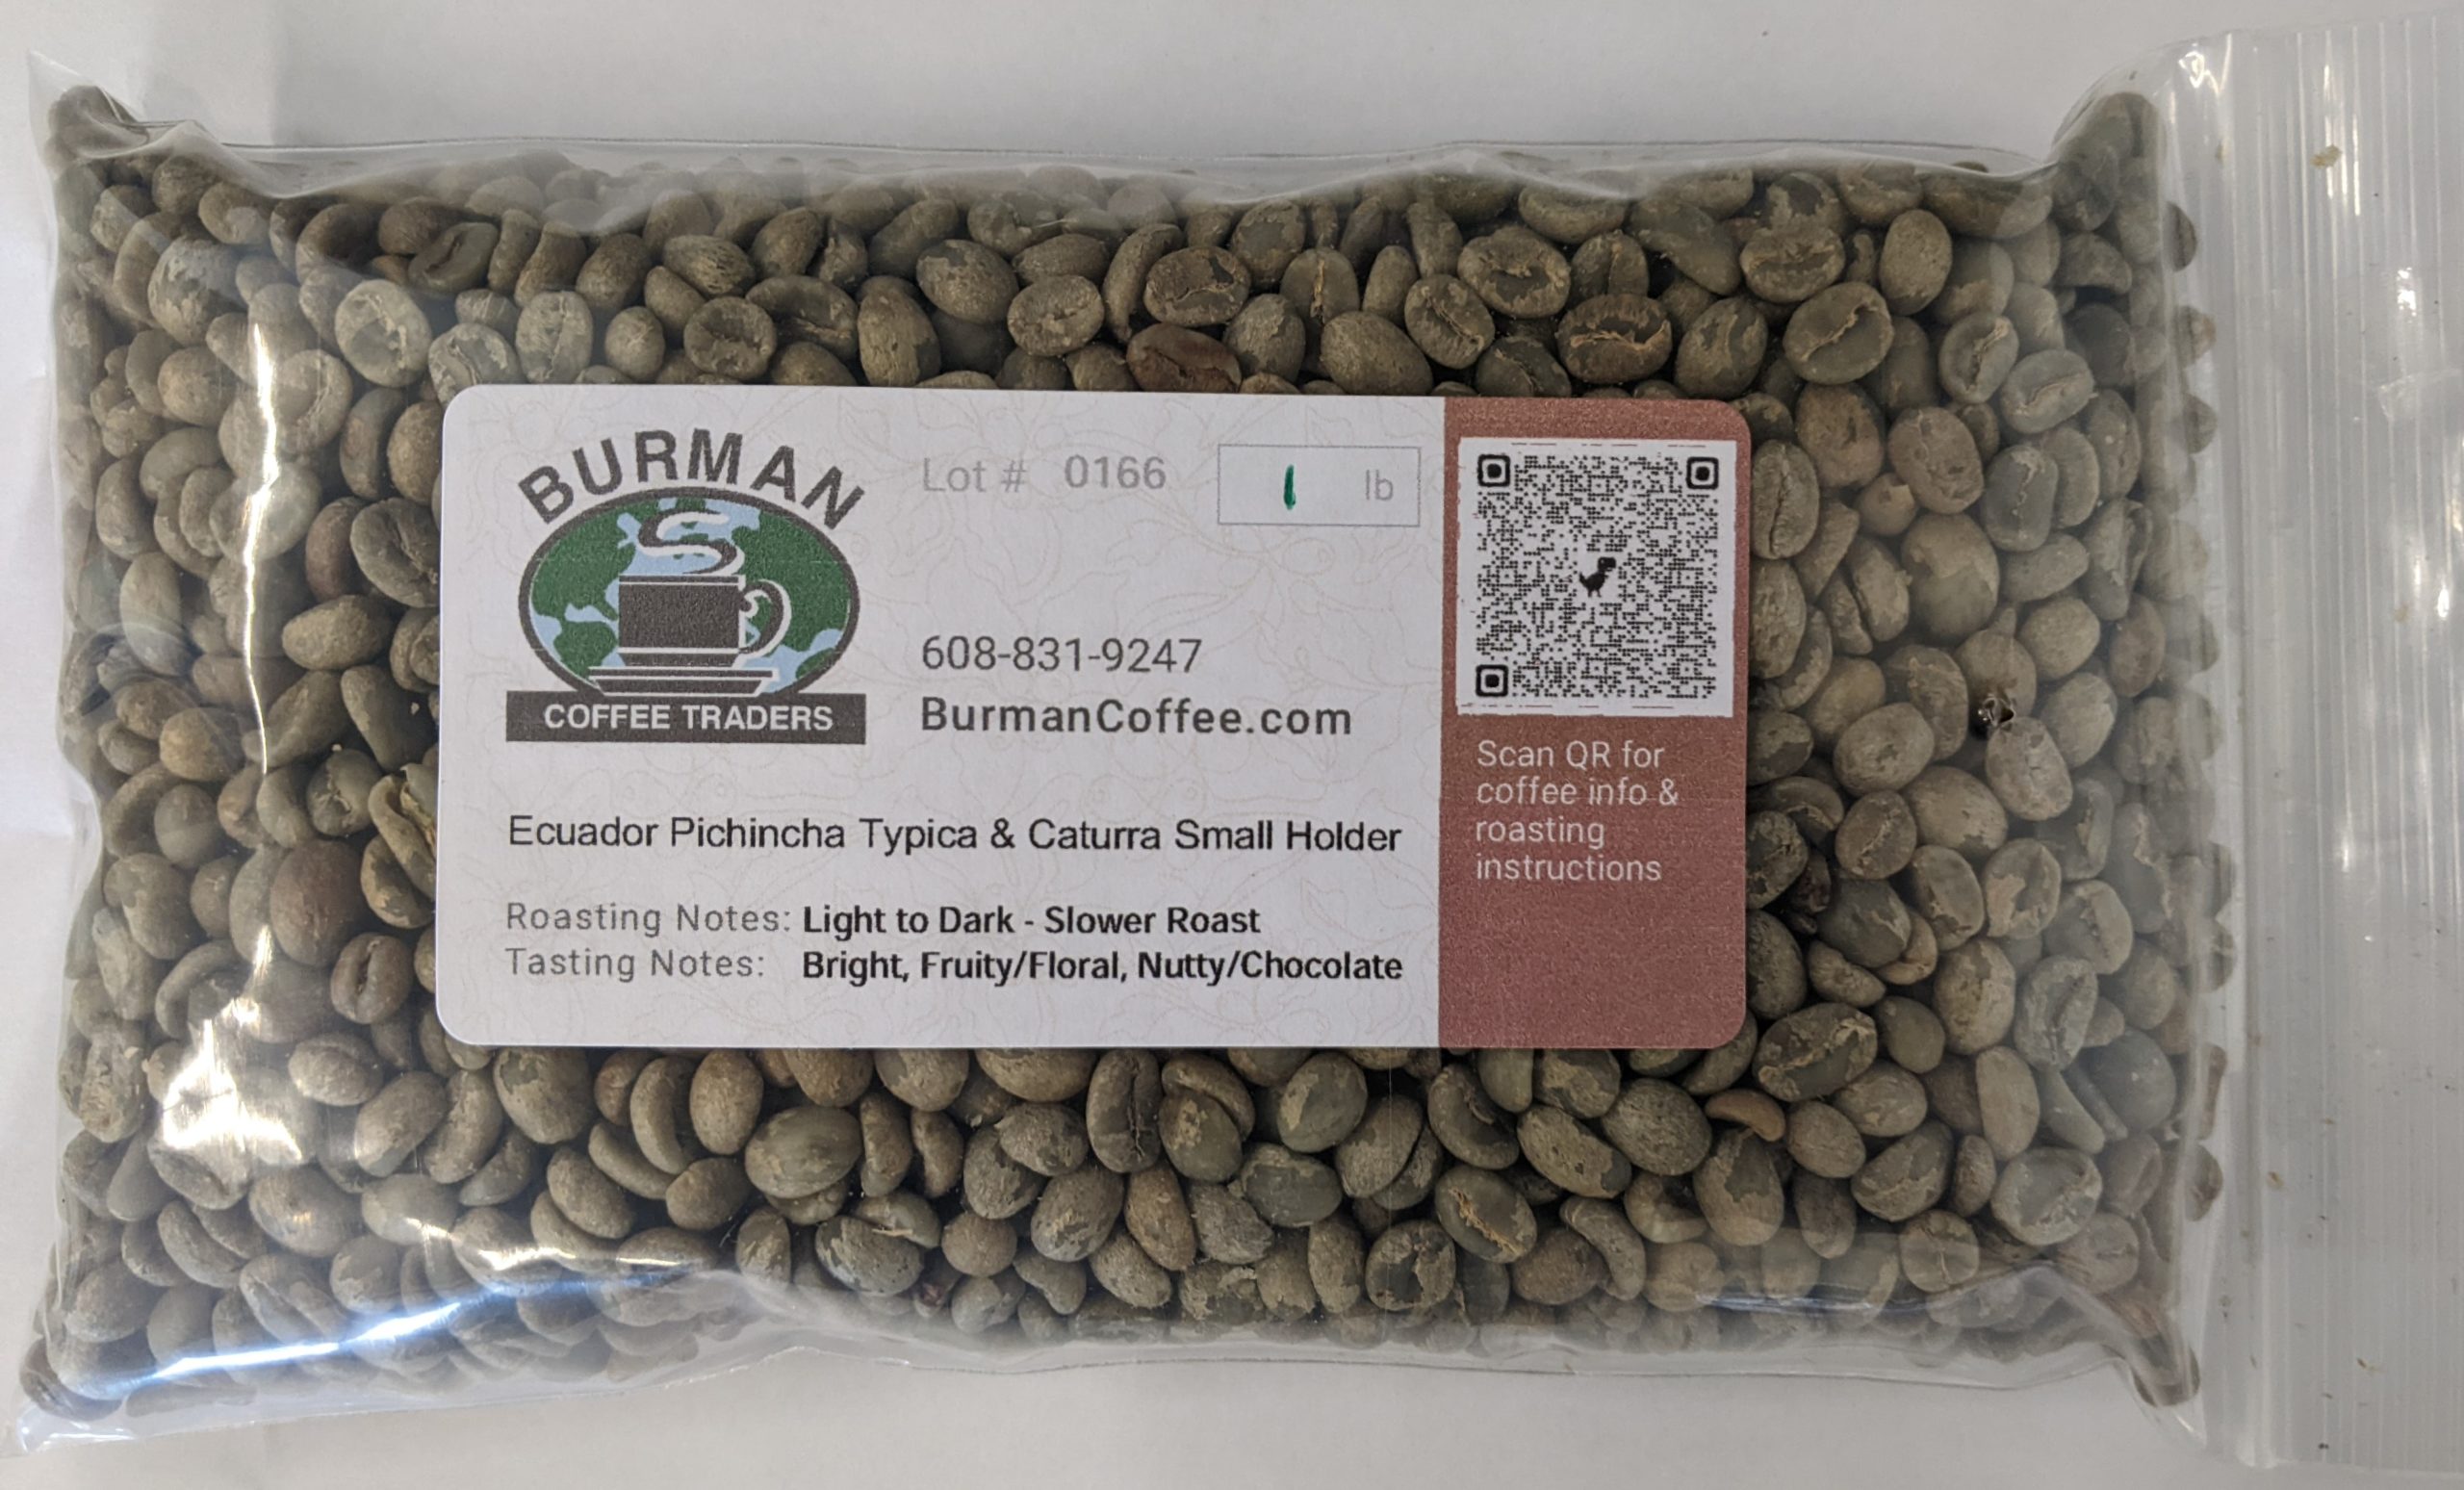 BURMAN
COFFEE TRADERS
Lot # 0166
1 lb
608-831-9247
BurmanCoffee.com
Ecuador Pichincha Typica & Caturra Small Holder
Roasting Notes: Light to Dark - Slower Roast
Tasting Notes: Bright, Fruity/Floral, Nutty/Chocolate
Scan QR for
coffee info &
roasting
instructions